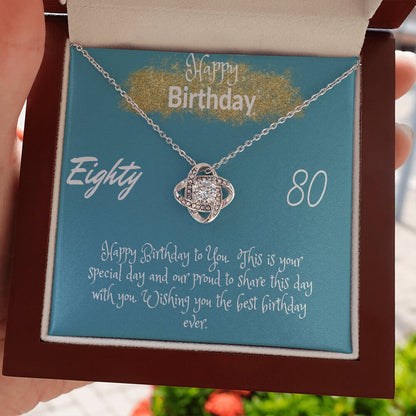 Happy
Birthday
Eighty
80
Happy Birthday to You. This is your
special day and our proud to share this day
with you. Wishing you the best birthday
ever.